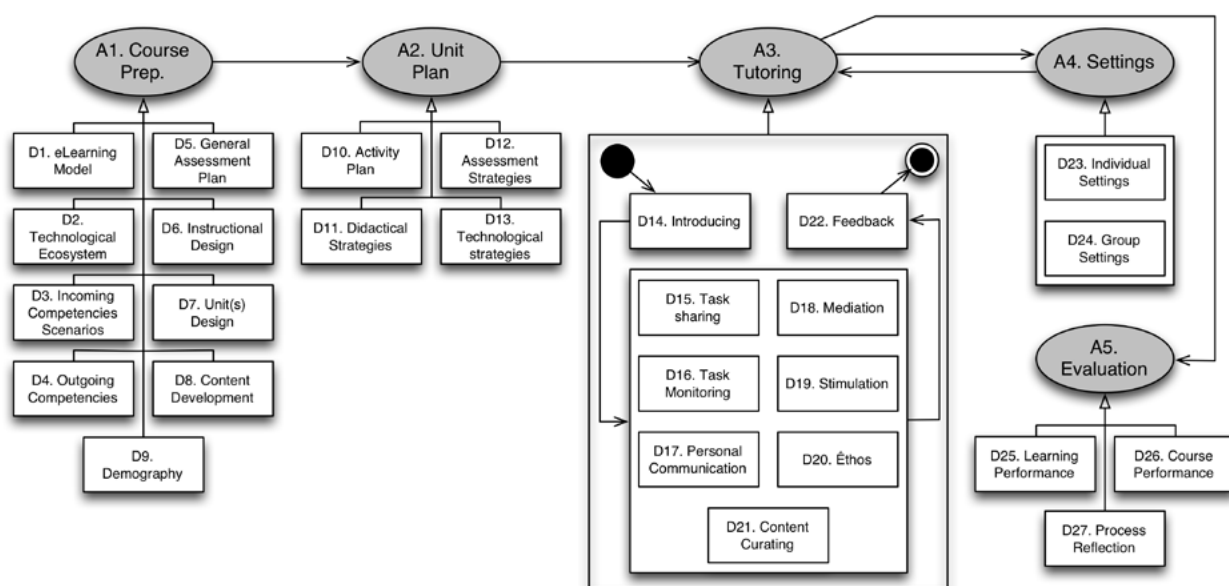 A1. Course
Prep.
A2. Unit
Plan
A3.
Tutoring
A4. Settings
D1. eLearning
Model
D5. General
Assessment
Plan
D2.
Technological
Ecosystem
D6. Instructional
Design
D3. Incoming
Competencies
Scenarios
D7. Unit(s)
Design
D4. Outgoing
Competencies
D8. Content
Development
D9.
Demography
D10. Activity
Plan
D12.
Assessment
Strategies
D11. Didactical
Strategies
D13.
Technological
strategies
D14. Introducing
D22. Feedback
D15. Task
sharing
D18. Mediation
D16. Task
Monitoring
D19. Stimulation
D17. Personal
Communication
D20. Êthos
D21. Content
Curating
D23. Individual
Settings
D24. Group
Settings
A5.
Evaluation
D25. Learning
Performance
D26. Course
Performance
D27. Process
Reflection